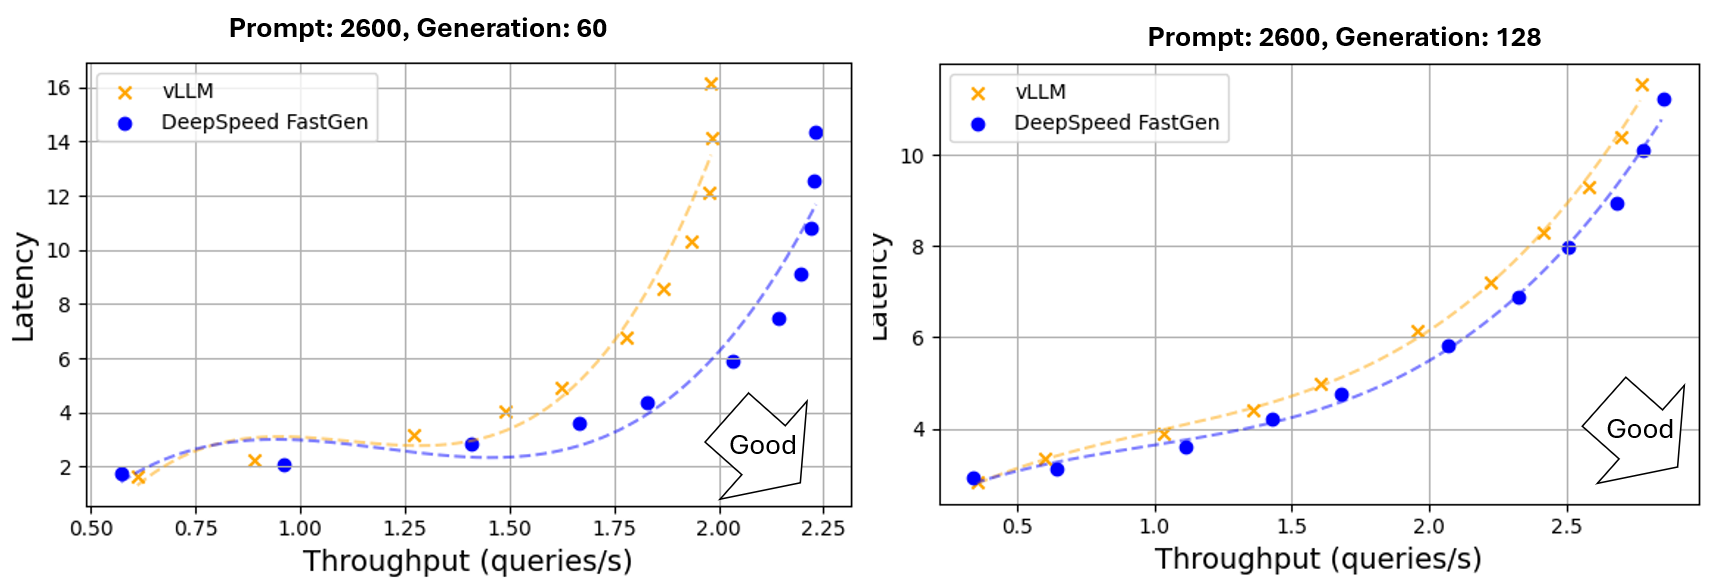 Prompt: 2600, Generation: 60
vLLM
DeepSpeed FastGen
16
14
12
10
8
6
4
2
Latency
Good
0.50 0.75 1.00 1.25 1.50 1.75 2.00 2.25
Throughput (queries/s)
Prompt: 2600, Generation: 128
vLLM
DeepSpeed FastGen
10
8
6
4
Latency
Good
0.5 1.0 1.5 2.0 2.5
Throughput (queries/s)